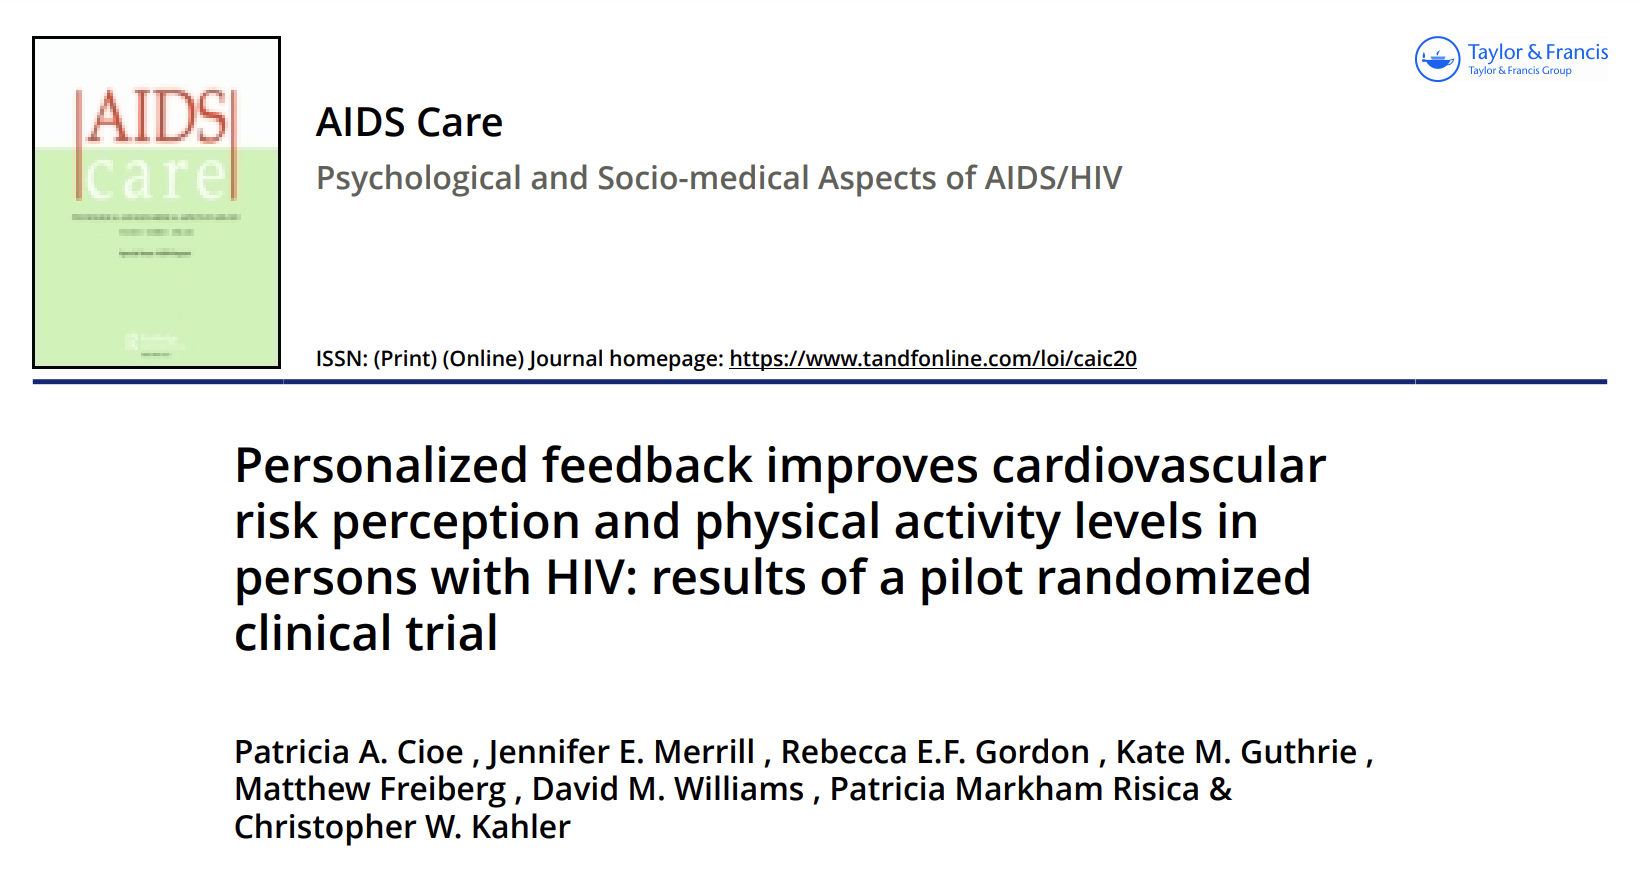 Taylor & Francis
Taylor & Francis Group
AIDS
care
AIDS Care
Psychological and Socio-medical Aspects of AIDS/HIV
ISSN: (Print) (Online) Journal homepage: https://www.tandfonline.com/loi/caic20
Personalized feedback improves cardiovascular
risk perception and physical activity levels in
persons with HIV: results of a pilot randomized
clinical trial
Patricia A. Cioe , Jennifer E. Merrill , Rebecca E.F. Gordon , Kate M. Guthrie ,
Matthew Freiberg , David M. Williams , Patricia Markham Risica &
Christopher W. Kahler